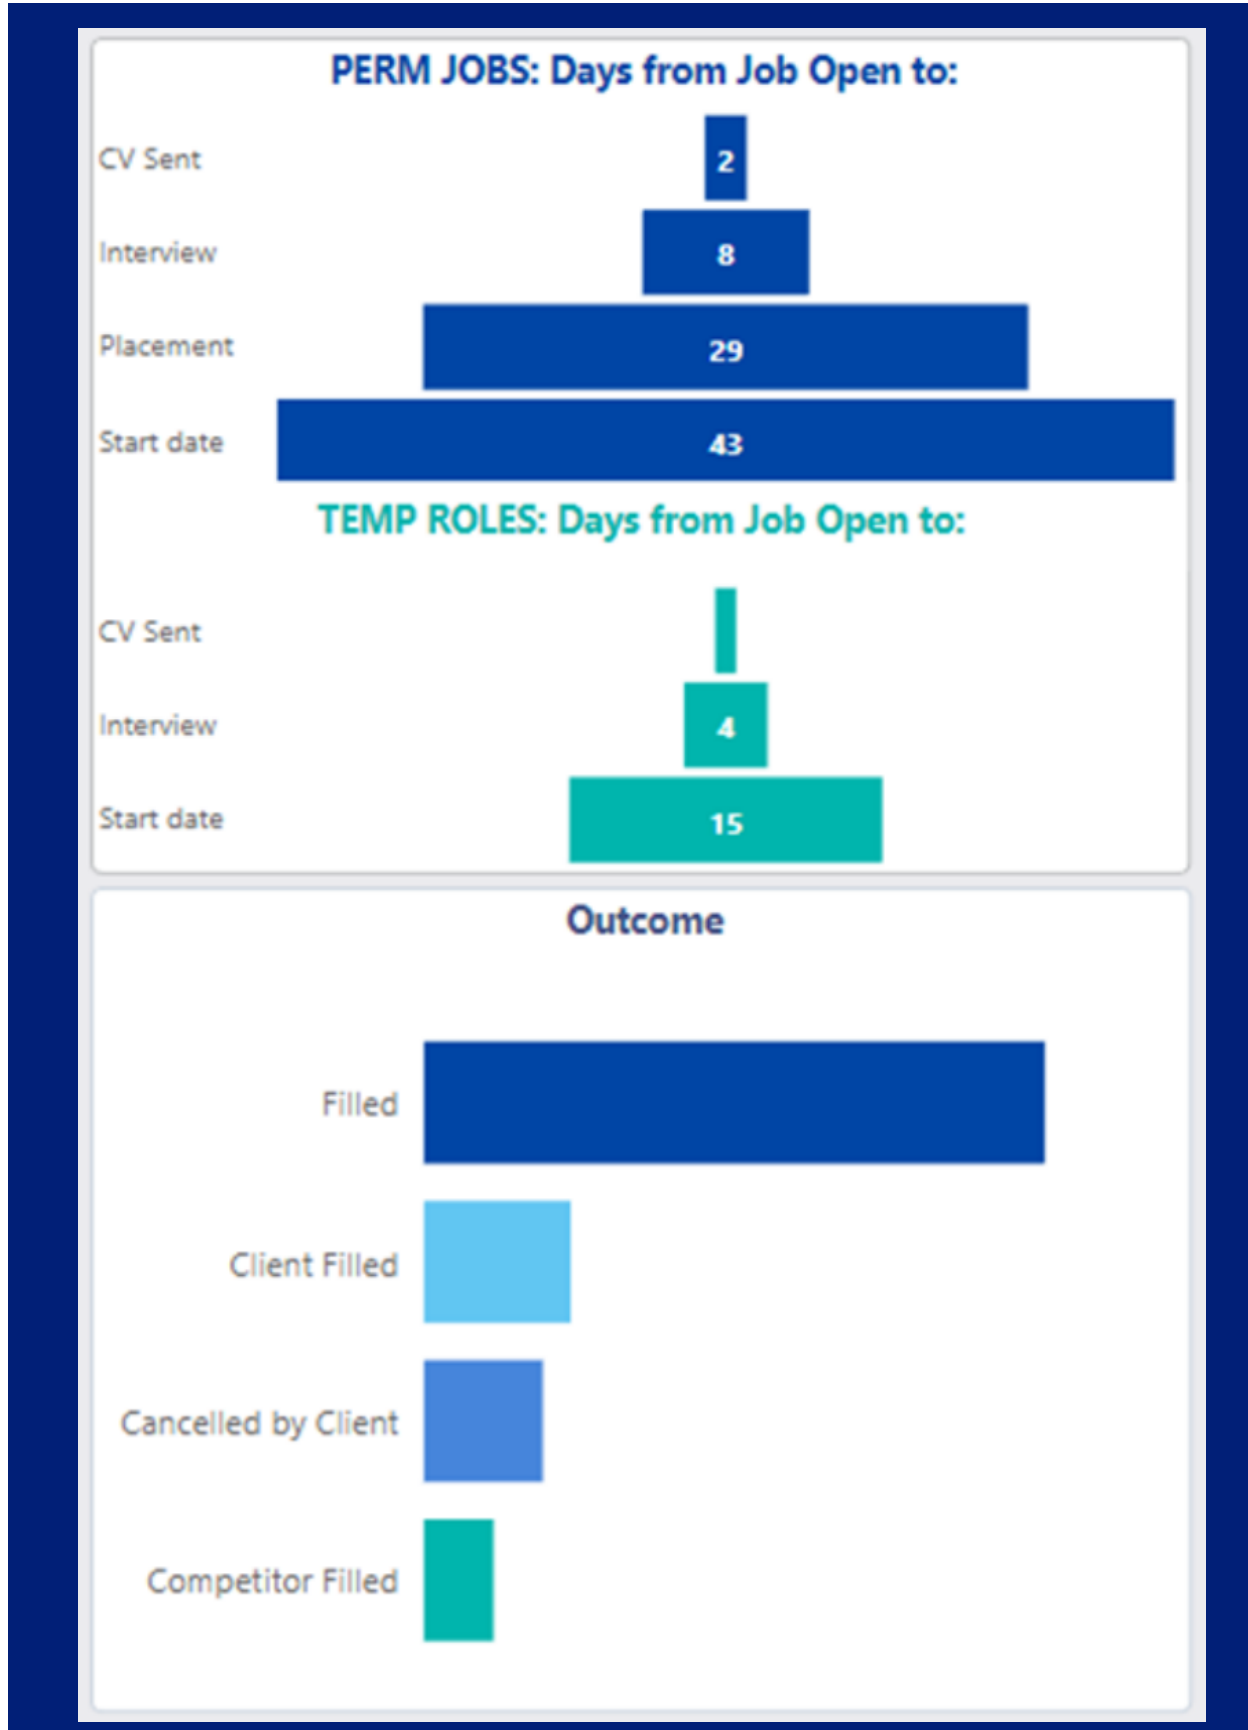 PERM JOBS: Days from Job Open to:
CV Sent
2
Interview
8
Placement
29
Start date
43
TEMP ROLES: Days from Job Open to:
CV Sent
Interview
4
Start date
15
Outcome
Filled
Client Filled
Cancelled by Client
Competitor Filled